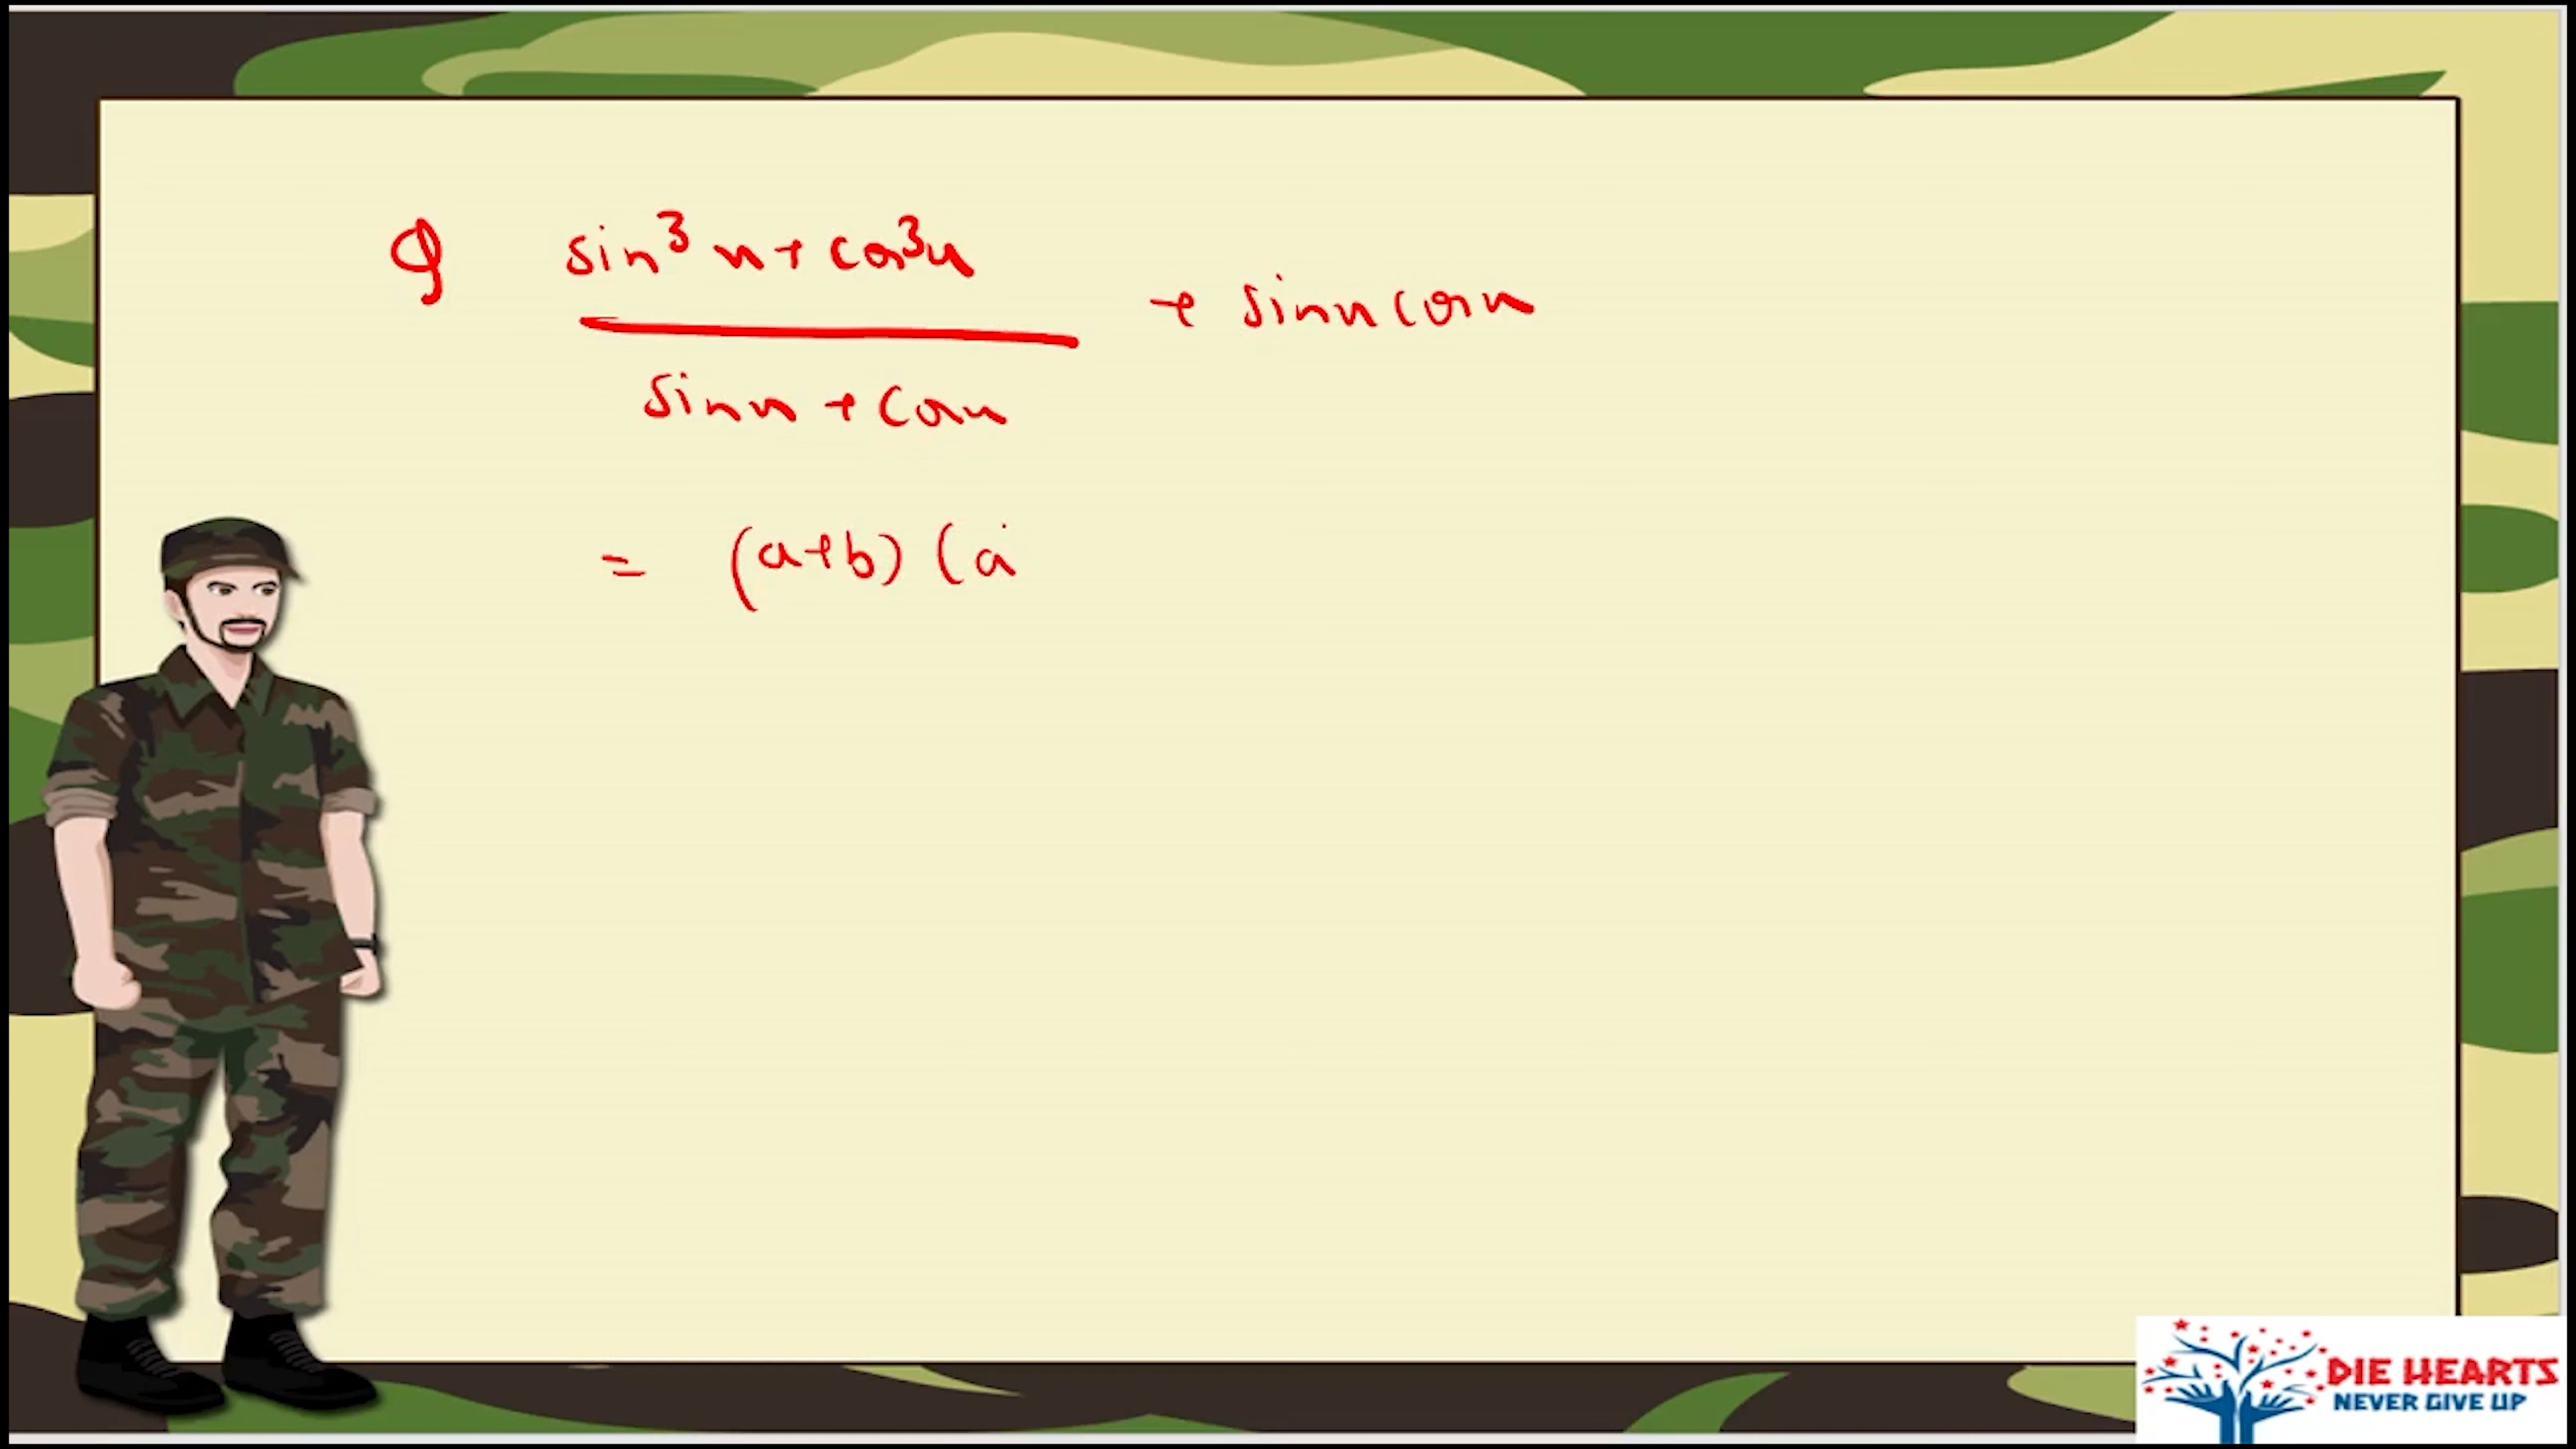 Q sin³x + cos³x + sinx cosx
sinx + cosx
= (a+b) (a
DIE HEARTS
NEVER GIVE UP